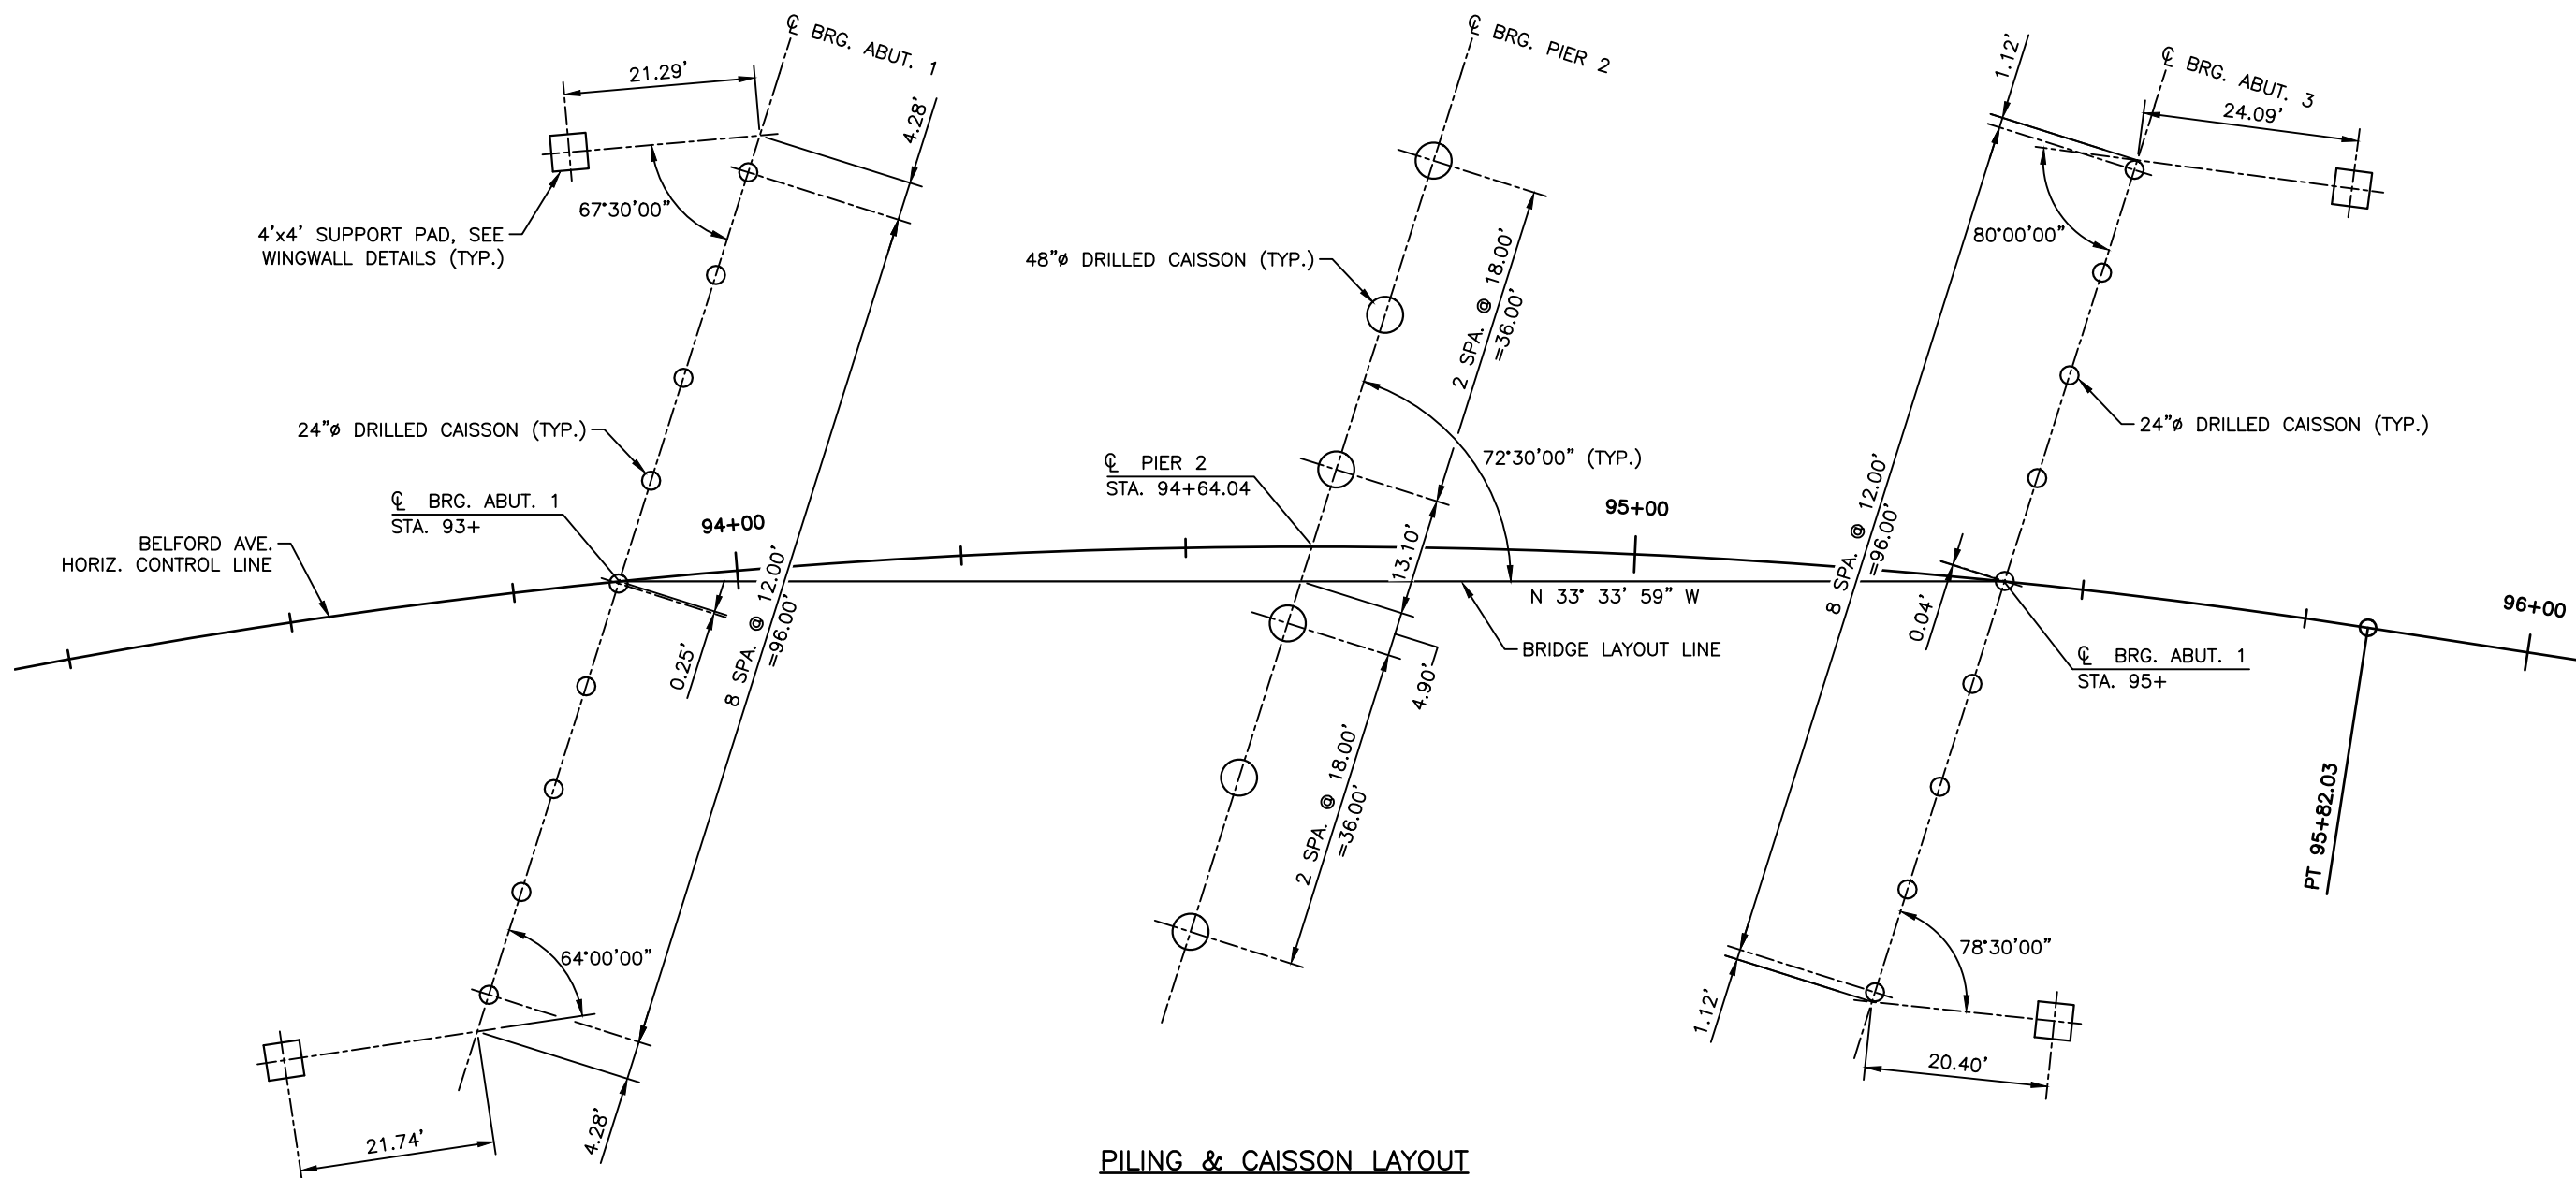 ℄ BRG. ABUT. 1
℄ BRG. PIER 2
℄ BRG. ABUT. 3
21.29'
4.28'
1.12'
24.09'
67°30'00"
4'x4' SUPPORT PAD, SEE
WINGWALL DETAILS (TYP.)
48"ø DRILLED CAISSON (TYP.)
2 SPA. @ 18.00'
=36.00'
80°00'00"
24"ø DRILLED CAISSON (TYP.)
24"ø DRILLED CAISSON (TYP.)
72°30'00" (TYP.)
℄ PIER 2
STA. 94+64.04
℄ BRG. ABUT. 1
STA. 93+
94+00
95+00
96+00
BELFORD AVE.
HORIZ. CONTROL LINE
8 SPA. @ 12.00'
=96.00'
13.10'
8 SPA. @ 12.00'
=96.00'
N 33° 33' 59" W
0.25'
0.04'
BRIDGE LAYOUT LINE
4.90'
℄ BRG. ABUT. 1
STA. 95+
2 SPA. @ 18.00'
=36.00'
PT 95+82.03
64°00'00"
78°30'00"
1.12'
20.40'
21.74'
4.28'
PILING & CAISSON LAYOUT